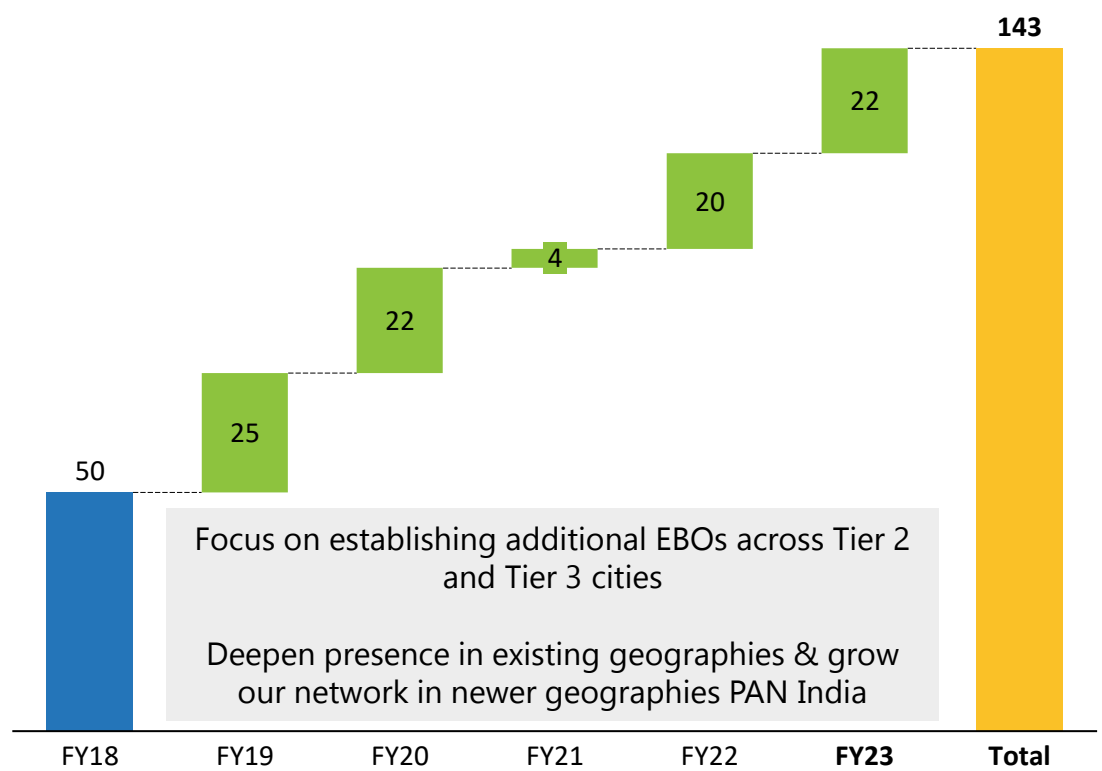 143
22
20
4
22
25
50
Focus on establishing additional EBOs across Tier 2
and Tier 3 cities
Deepen presence in existing geographies & grow
our network in newer geographies PAN India
FY18 FY19 FY20 FY21 FY22 FY23 Total